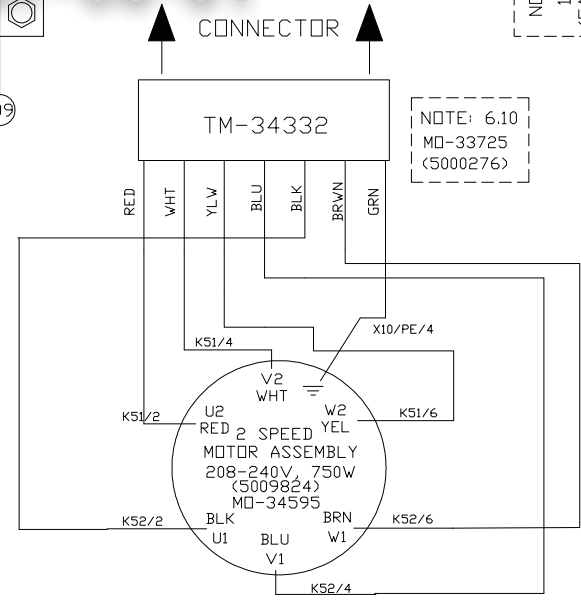 CONNECTOR
TM-34332
NOTE: 6.10
MO-33725
(5000276)
RED
WHT
YLW
BLU
BLK
BRWN
GRN
X10/PE/4
K51/4
V2
WHT
K51/2
U2
RED
W2
YEL
K51/6
2 SPEED
MOTOR ASSEMBLY
208-240V, 750W
(5009824)
MO-34595
K52/2
BLK
U1
BLU
V1
BRN
W1
K52/6
K52/4